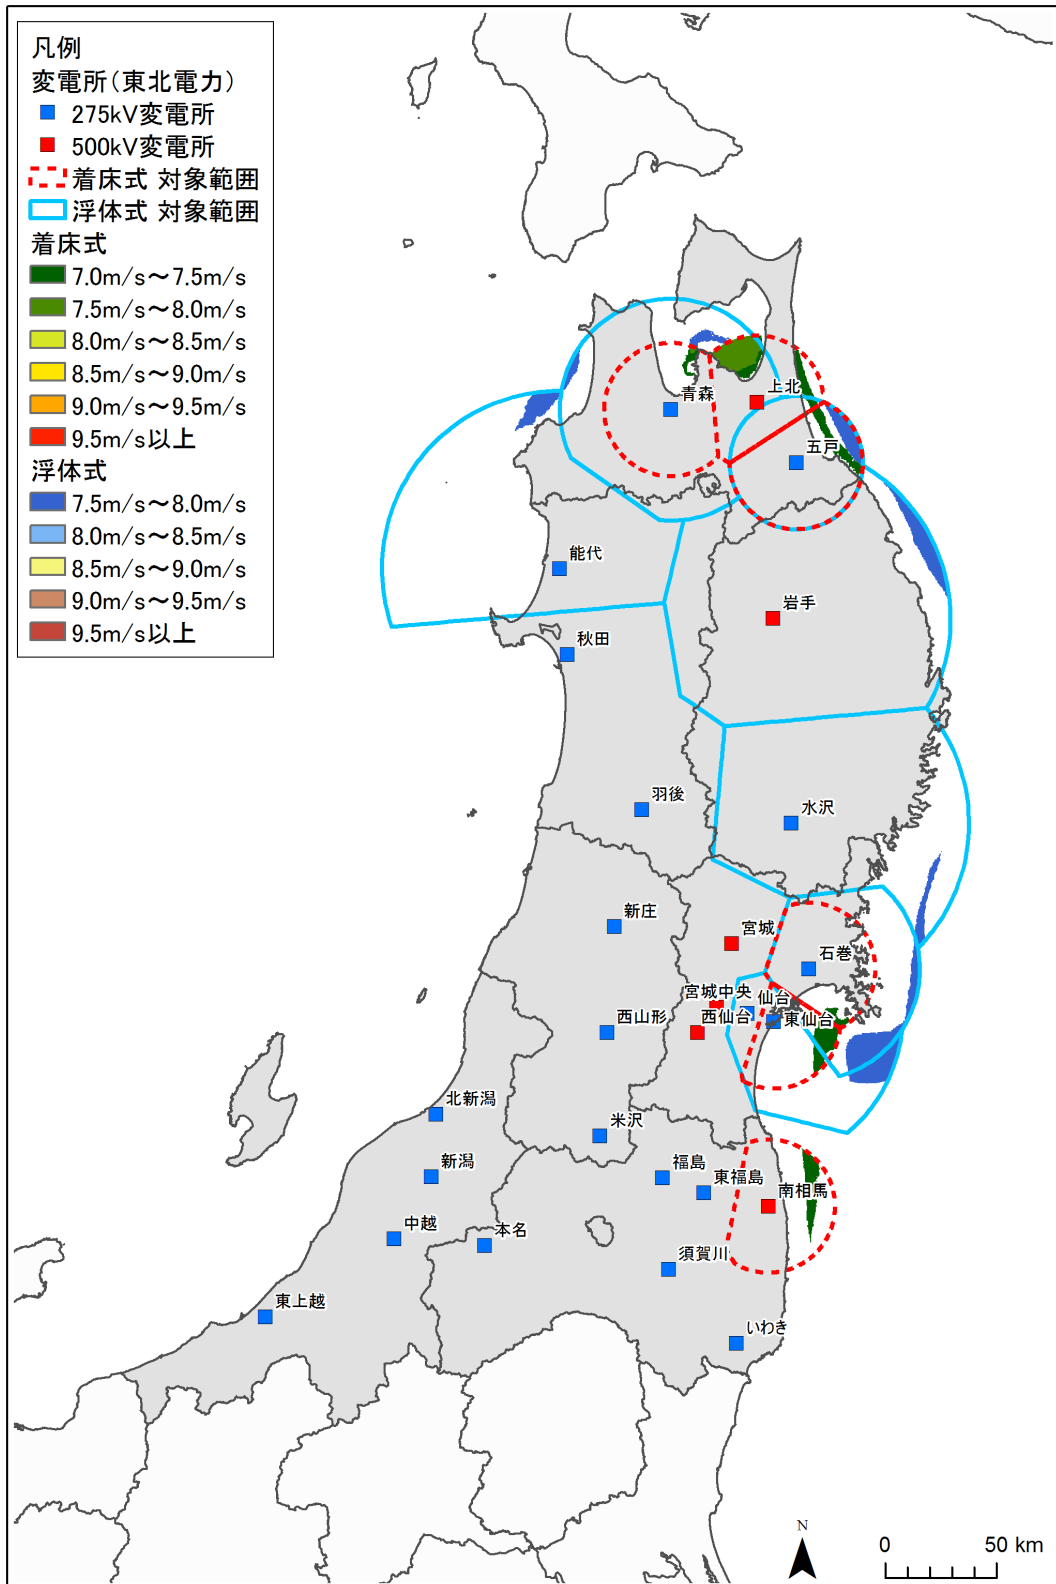 凡例
変電所(東北電力)
275kV変電所
500kV変電所
着床式 対象範囲
浮体式 対象範囲
着床式
7.0m/s~7.5m/s
7.5m/s~8.0m/s
8.0m/s~8.5m/s
8.5m/s~9.0m/s
9.0m/s~9.5m/s
9.5m/s以上
浮体式
7.5m/s~8.0m/s
8.0m/s~8.5m/s
8.5m/s~9.0m/s
9.0m/s~9.5m/s
9.5m/s以上
青森
上北
五戸
能代
岩手
秋田
羽後
水沢
新庄
宮城
石巻
宮城中央
仙台
西山形
西仙台
東仙台
北新潟
米沢
新潟
福島
東福島
南相馬
中越
本名
須賀川
東上越
いわき
N
0
50 km